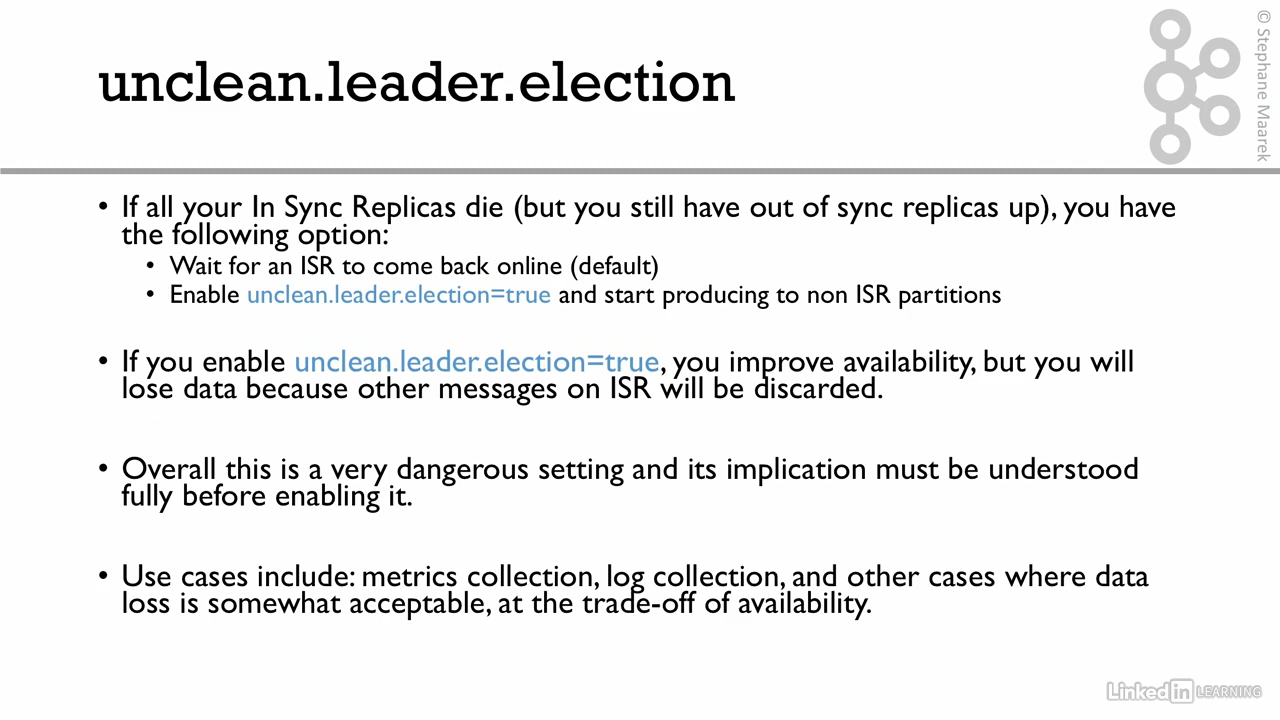 unclean.leader.election
© Stephane Maarek
• If all your In Sync Replicas die (but you still have out of sync replicas up), you have
the following option:
• Wait for an ISR to come back online (default)
• Enable unclean.leader.election=true and start producing to non ISR partitions
• If you enable unclean.leader.election=true, you improve availability, but you will
lose data because other messages on ISR will be discarded.
• Overall this is a very dangerous setting and its implication must be understood
fully before enabling it.
• Use cases include: metrics collection, log collection, and other cases where data
loss is somewhat acceptable, at the trade-off of availability.
Linked in LEARNING